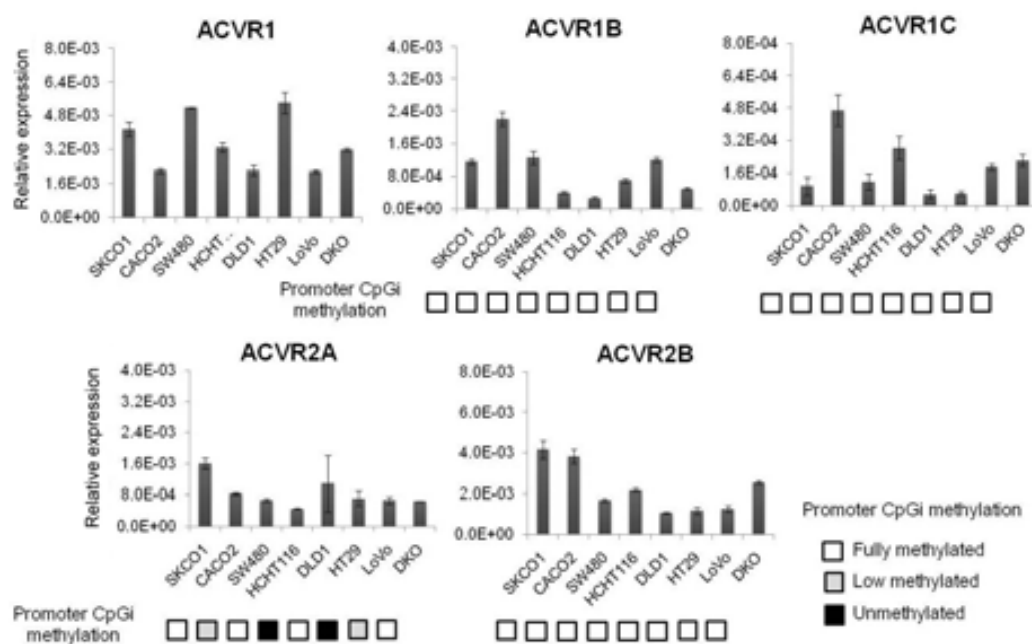 ACVR1
ACVR1B
ACVR1C
Relative expression
8.0E-03
4.8E-03
3.2E-03
1.6E-03
0.0E+00
SKCO1
CACO2
SW480
HCHT..
DLD1
HT29
LoVo
DKO
4.0E-03
3.2E-03
2.4E-03
1.6E-03
8.0E-04
0.0E+00
SKCO1
CACO2
SW480
HCHT116
DLD1
HT29
LoVo
DKO
8.0E-04
6.4E-04
4.8E-04
3.2E-04
1.6E-04
0.0E+00
SKCO1
CACO2
SW480
HCHT116
DLD1
HT29
LoVo
DKO
Promoter CpGi
methylation
ACVR2A
ACVR2B
Relative expression
4.0E-03
3.2E-03
2.4E-03
1.6E-03
8.0E-04
0.0E+00
SKCO1
CACO2
SW480
HCHT116
DLD1
HT29
LoVo
DKO
8.0E-03
6.0E-03
4.0E-03
2.0E-03
0.0E+00
SKCO1
CACO2
SW480
HCHT116
DLD1
HT29
LoVo
DKO
Promoter CpGi methylation
Fully methylated
Low methylated
Unmethylated
Promoter CpGi
methylation